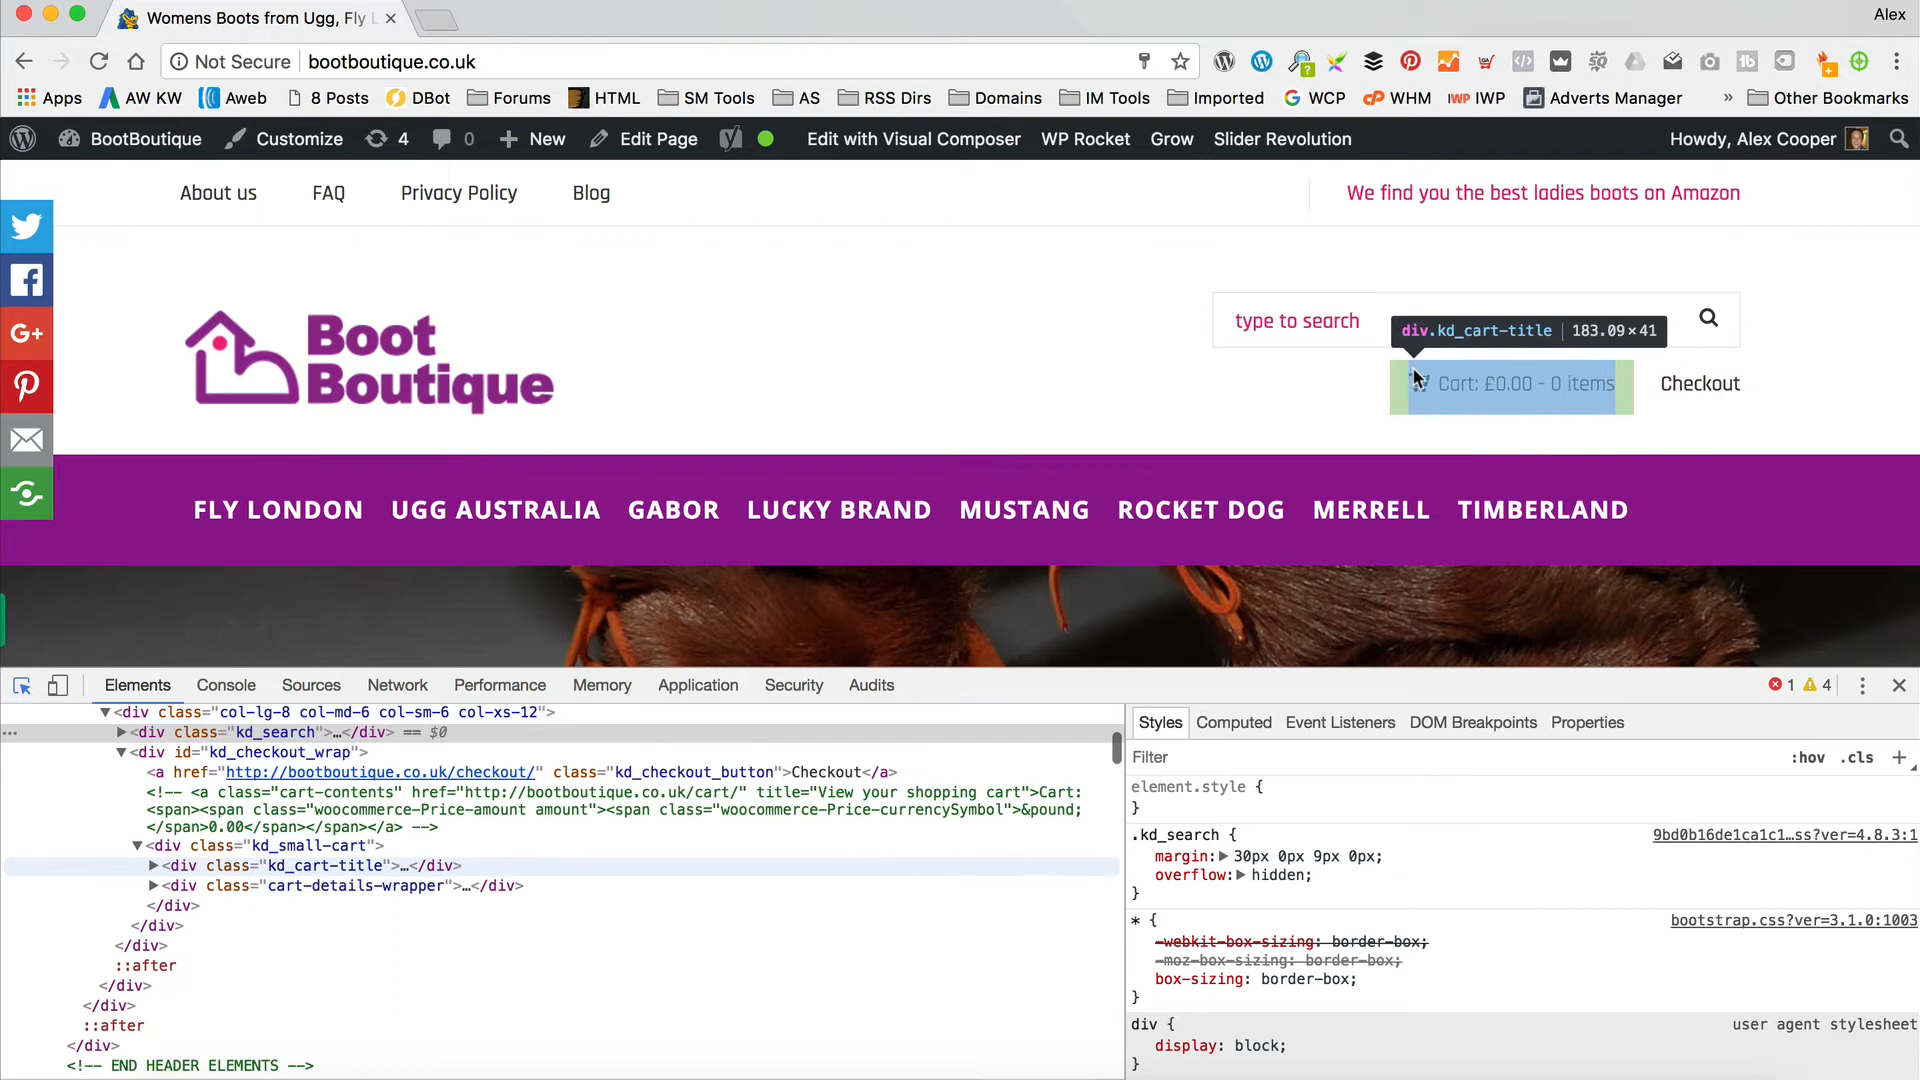 Womens Boots from Ugg, Fly L
Alex
Not Secure
bootboutique.co.uk
Apps
AW KW
Aweb
8 Posts
DBot
Forums
HTML
SM Tools
AS
RSS Dirs
Domains
IM Tools
Imported
WCP
WHM
IWP
Adverts Manager
»
Other Bookmarks
BootBoutique
Customize
4
0
New
Edit Page
Edit with Visual Composer
WP Rocket
Grow
Slider Revolution
Howdy, Alex Cooper
About us
FAQ
Privacy Policy
Blog
We find you the best ladies boots on Amazon
Boot
Boutique
type to search
div.kd_cart-title | 183.09×41
Cart: £0.00 - 0 items
Checkout
FLY LONDON
UGG AUSTRALIA
GABOR
LUCKY BRAND
MUSTANG
ROCKET DOG
MERRELL
TIMBERLAND
Elements
Console
Sources
Network
Performance
Memory
Application
Security
Audits
1
4
▼<div class="col-lg-8 col-md-6 col-sm-6 col-xs-12">
▶<div class="kd_search">…</div> == $0
▼<div id="kd_checkout_wrap">
<a href="http://bootboutique.co.uk/checkout/" class="kd_checkout_button">Checkout</a>
<!-- <a class="cart-contents" href="http://bootboutique.co.uk/cart/" title="View your shopping cart">Cart:
<span><span class="woocommerce-Price-amount amount"><span class="woocommerce-Price-currencySymbol">&pound;
</span>0.00</span></span></a> -->
▼<div class="kd_small-cart">
▶<div class="kd_cart-title">…</div>
▶<div class="cart-details-wrapper">…</div>
</div>
</div>
</div>
::after
</div>
</div>
::after
</div>
<!-- END HEADER ELEMENTS -->
Styles
Computed
Event Listeners
DOM Breakpoints
Properties
Filter
:hov
.cls
+
element.style {
}
.kd_search {
9bd0b16de1ca1c1…ss?ver=4.8.3:1
margin:▶ 30px 0px 9px 0px;
overflow:▶ hidden;
}
* {
bootstrap.css?ver=3.1.0:1003
-webkit-box-sizing: border-box;
-moz-box-sizing: border-box;
box-sizing: border-box;
}
div {
user agent stylesheet
display: block;
}